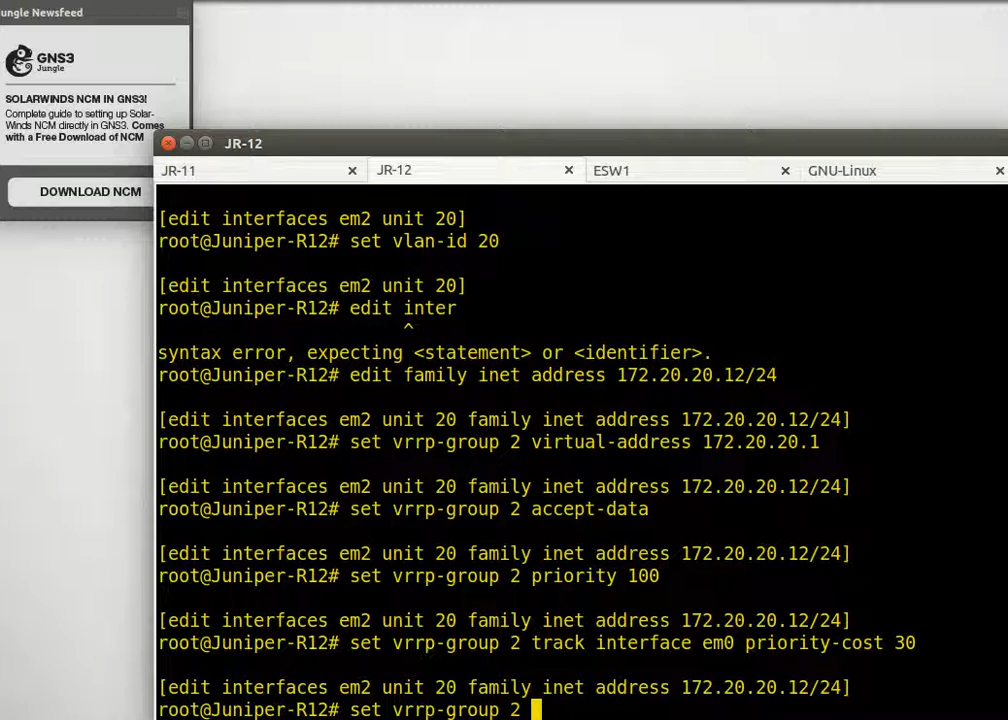 ungle Newsfeed
GNS3
Jungle
SOLARWINDS NCM IN GNS3!
Complete guide to setting up Solar-
Winds NCM directly in GNS3. Comes
with a Free Download of NCM
DOWNLOAD NCM
JR-12
JR-11
JR-12
ESW1
GNU-Linux
[edit interfaces em2 unit 20]
root@Juniper-R12# set vlan-id 20
[edit interfaces em2 unit 20]
root@Juniper-R12# edit inter
^
syntax error, expecting <statement> or <identifier>.
root@Juniper-R12# edit family inet address 172.20.20.12/24
[edit interfaces em2 unit 20 family inet address 172.20.20.12/24]
root@Juniper-R12# set vrrp-group 2 virtual-address 172.20.20.1
[edit interfaces em2 unit 20 family inet address 172.20.20.12/24]
root@Juniper-R12# set vrrp-group 2 accept-data
[edit interfaces em2 unit 20 family inet address 172.20.20.12/24]
root@Juniper-R12# set vrrp-group 2 priority 100
[edit interfaces em2 unit 20 family inet address 172.20.20.12/24]
root@Juniper-R12# set vrrp-group 2 track interface em0 priority-cost 30
[edit interfaces em2 unit 20 family inet address 172.20.20.12/24]
root@Juniper-R12# set vrrp-group 2